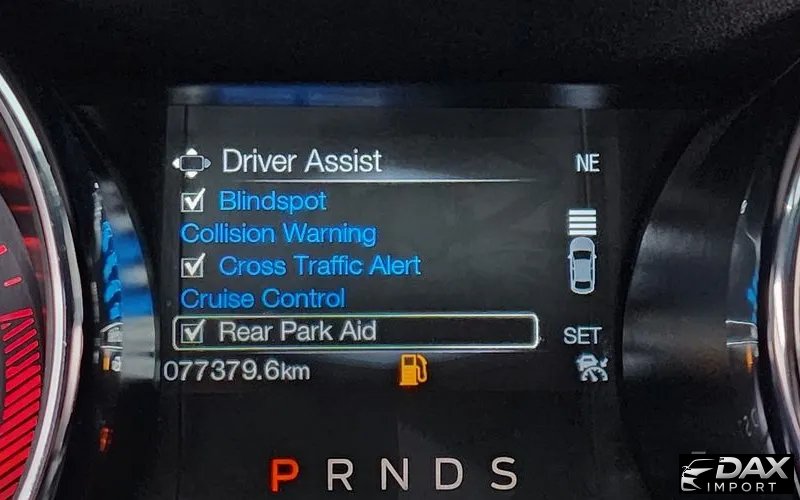 Driver Assist
NE
Blindspot
Collision Warning
Cross Traffic Alert
Cruise Control
Rear Park Aid
SET
077379.6km
P R N D S
DAX
IMPORT